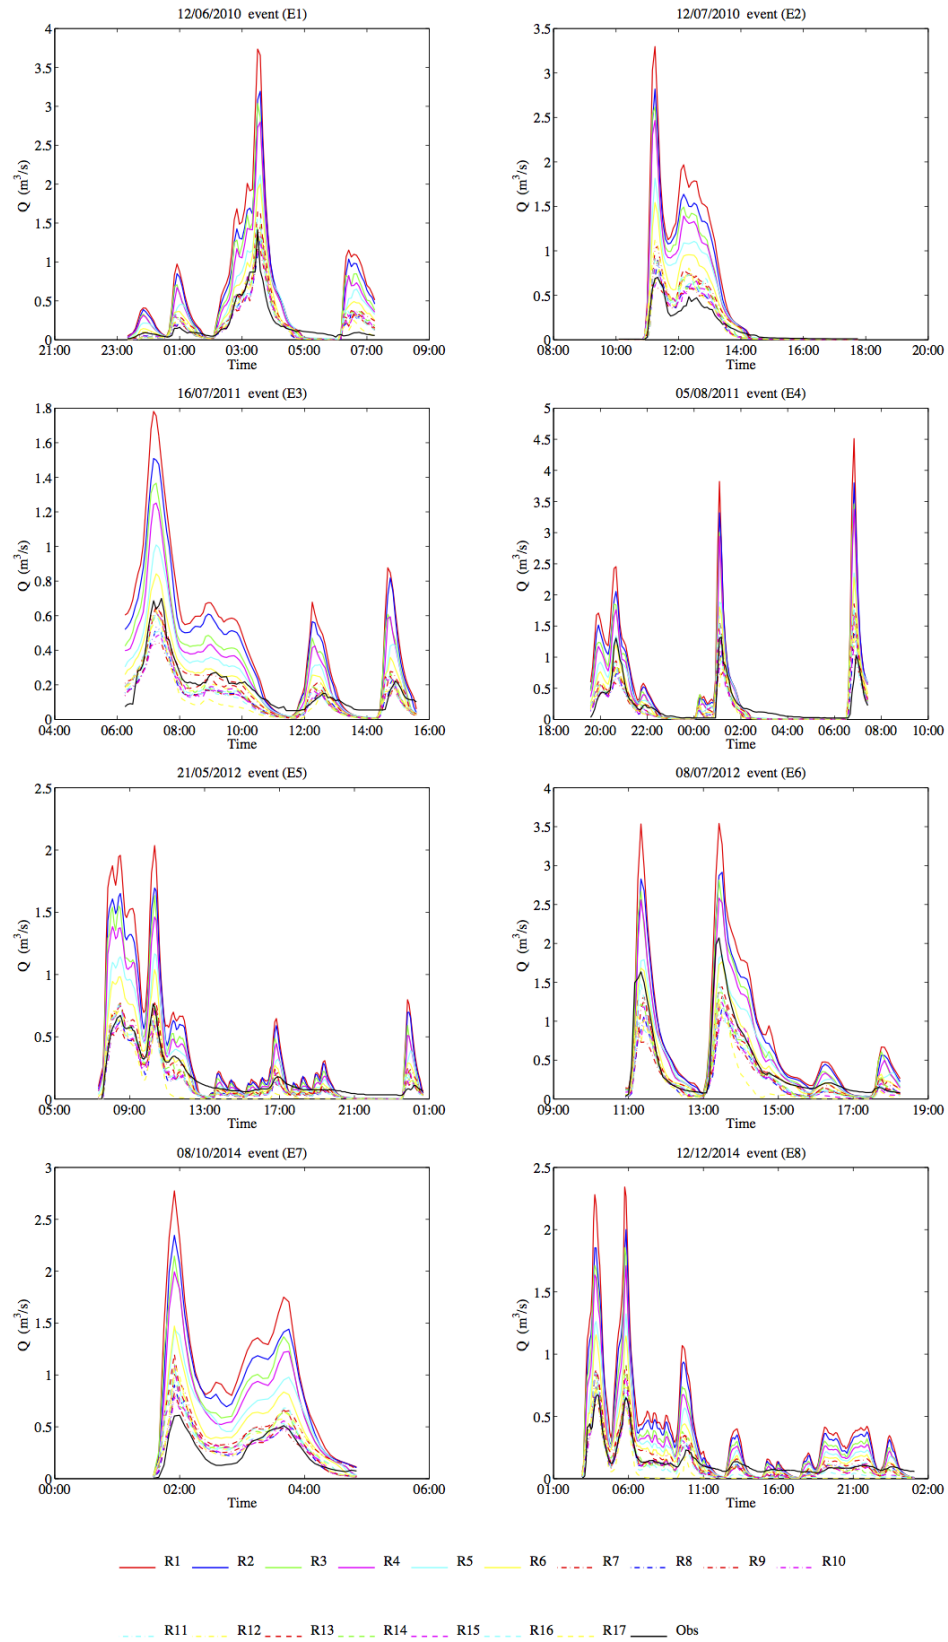 12/06/2010 event (E1)
4
3.5
3
2.5
2
1.5
1
0.5
0
Q (m³/s)
21:00 23:00 01:00 03:00 05:00 07:00 09:00
Time
12/07/2010 event (E2)
3.5
3
2.5
2
1.5
1
0.5
0
Q (m³/s)
08:00 10:00 12:00 14:00 16:00 18:00 20:00
Time
16/07/2011 event (E3)
1.8
1.6
1.4
1.2
1
0.8
0.6
0.4
0.2
0
Q (m³/s)
04:00 06:00 08:00 10:00 12:00 14:00 16:00
Time
05/08/2011 event (E4)
5
4.5
4
3.5
3
2.5
2
1.5
1
0.5
0
Q (m³/s)
18:00 20:00 22:00 00:00 02:00 04:00 06:00 08:00 10:00
Time
21/05/2012 event (E5)
2.5
2
1.5
1
0.5
0
Q (m³/s)
05:00 09:00 13:00 17:00 21:00 01:00
Time
08/07/2012 event (E6)
4
3.5
3
2.5
2
1.5
1
0.5
0
Q (m³/s)
09:00 11:00 13:00 15:00 17:00 19:00
Time
08/10/2014 event (E7)
3
2.5
2
1.5
1
0.5
0
Q (m³/s)
00:00 02:00 04:00 06:00
Time
12/12/2014 event (E8)
2.5
2
1.5
1
0.5
0
Q (m³/s)
01:00 06:00 11:00 16:00 21:00 02:00
Time
R1 R2 R3 R4 R5 R6 R7 R8 R9 R10
R11 R12 R13 R14 R15 R16 R17 Obs